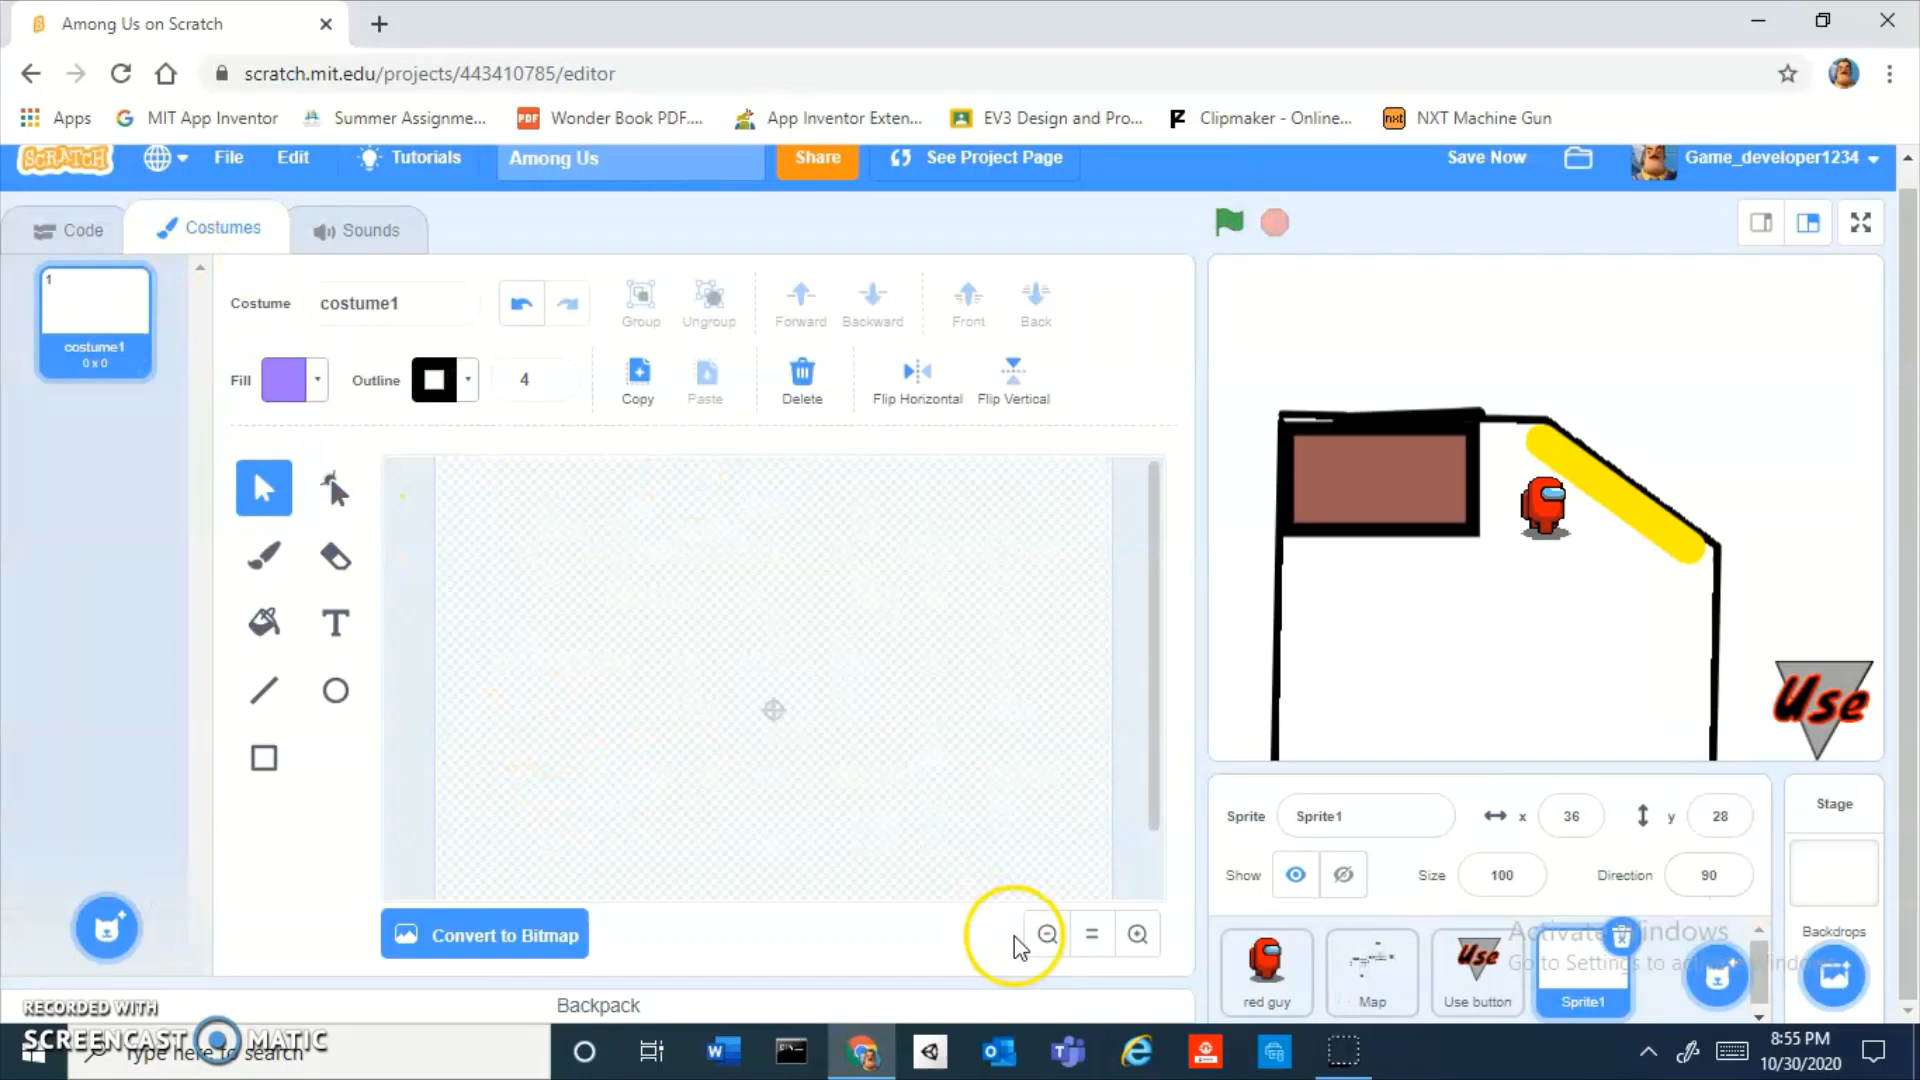 Among Us on Scratch
scratch.mit.edu/projects/443410785/editor
Apps MIT App Inventor Summer Assignme... PDF Wonder Book PDF.... App Inventor Exten... EV3 Design and Pro... Clipmaker - Online... nxt NXT Machine Gun
SCRATCH File Edit Tutorials Among Us Share See Project Page Save Now Game_developer1234
Code Costumes Sounds
1
costume1
0 x 0
Costume costume1 Group Ungroup Forward Backward Front Back
Fill Outline 4 Copy Paste Delete Flip Horizontal Flip Vertical
T
Use
Convert to Bitmap
Sprite Sprite1 x 36 y 28
Show Size 100 Direction 90
Stage
Backdrops
red guy Map Use Use button Sprite1
Activate Windows
Go to Settings to activate Windows.
Backpack
RECORDED WITH
SCREENCAST MATIC
Type here to search
8:55 PM
10/30/2020